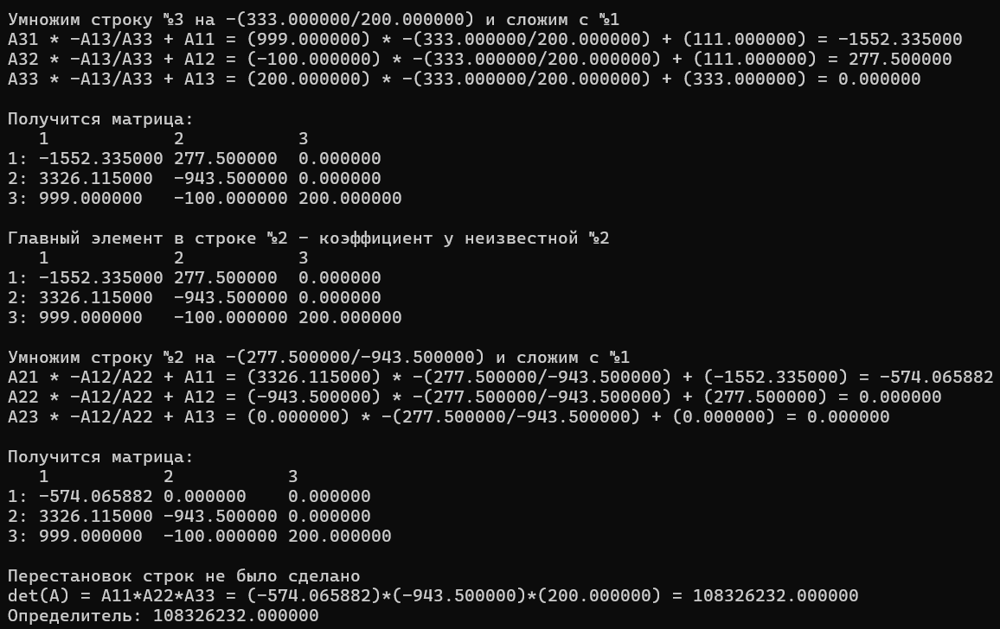 Умножим строку №3 на -(333.000000/200.000000) и сложим с №1
A31 * -A13/A33 + A11 = (999.000000) * -(333.000000/200.000000) + (111.000000) = -1552.335000
A32 * -A13/A33 + A12 = (-100.000000) * -(333.000000/200.000000) + (111.000000) = 277.500000
A33 * -A13/A33 + A13 = (200.000000) * -(333.000000/200.000000) + (333.000000) = 0.000000
Получится матрица:
1 2 3
1: -1552.335000 277.500000 0.000000
2: 3326.115000 -943.500000 0.000000
3: 999.000000 -100.000000 200.000000
Главный элемент в строке №2 - коэффициент у неизвестной №2
1 2 3
1: -1552.335000 277.500000 0.000000
2: 3326.115000 -943.500000 0.000000
3: 999.000000 -100.000000 200.000000
Умножим строку №2 на -(277.500000/-943.500000) и сложим с №1
A21 * -A12/A22 + A11 = (3326.115000) * -(277.500000/-943.500000) + (-1552.335000) = -574.065882
A22 * -A12/A22 + A12 = (-943.500000) * -(277.500000/-943.500000) + (277.500000) = 0.000000
A23 * -A12/A22 + A13 = (0.000000) * -(277.500000/-943.500000) + (0.000000) = 0.000000
Получится матрица:
1 2 3
1: -574.065882 0.000000 0.000000
2: 3326.115000 -943.500000 0.000000
3: 999.000000 -100.000000 200.000000
Перестановок строк не было сделано
det(A) = A11*A22*A33 = (-574.065882)*(-943.500000)*(200.000000) = 108326232.000000
Определитель: 108326232.000000